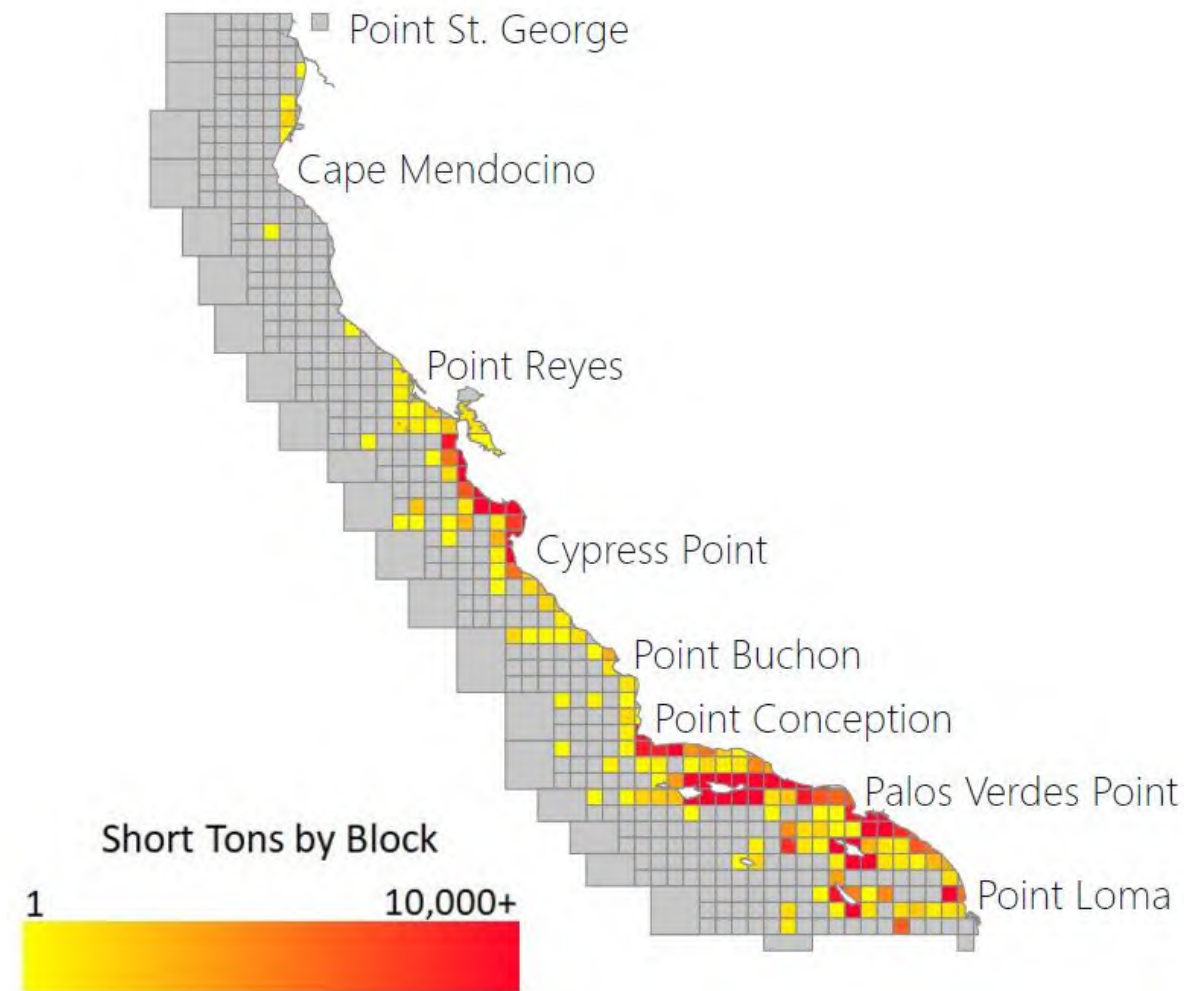 Point St. George
Cape Mendocino
Point Reyes
Cypress Point
Point Buchon
Point Conception
Palos Verdes Point
Point Loma
Short Tons by Block
1 10,000+